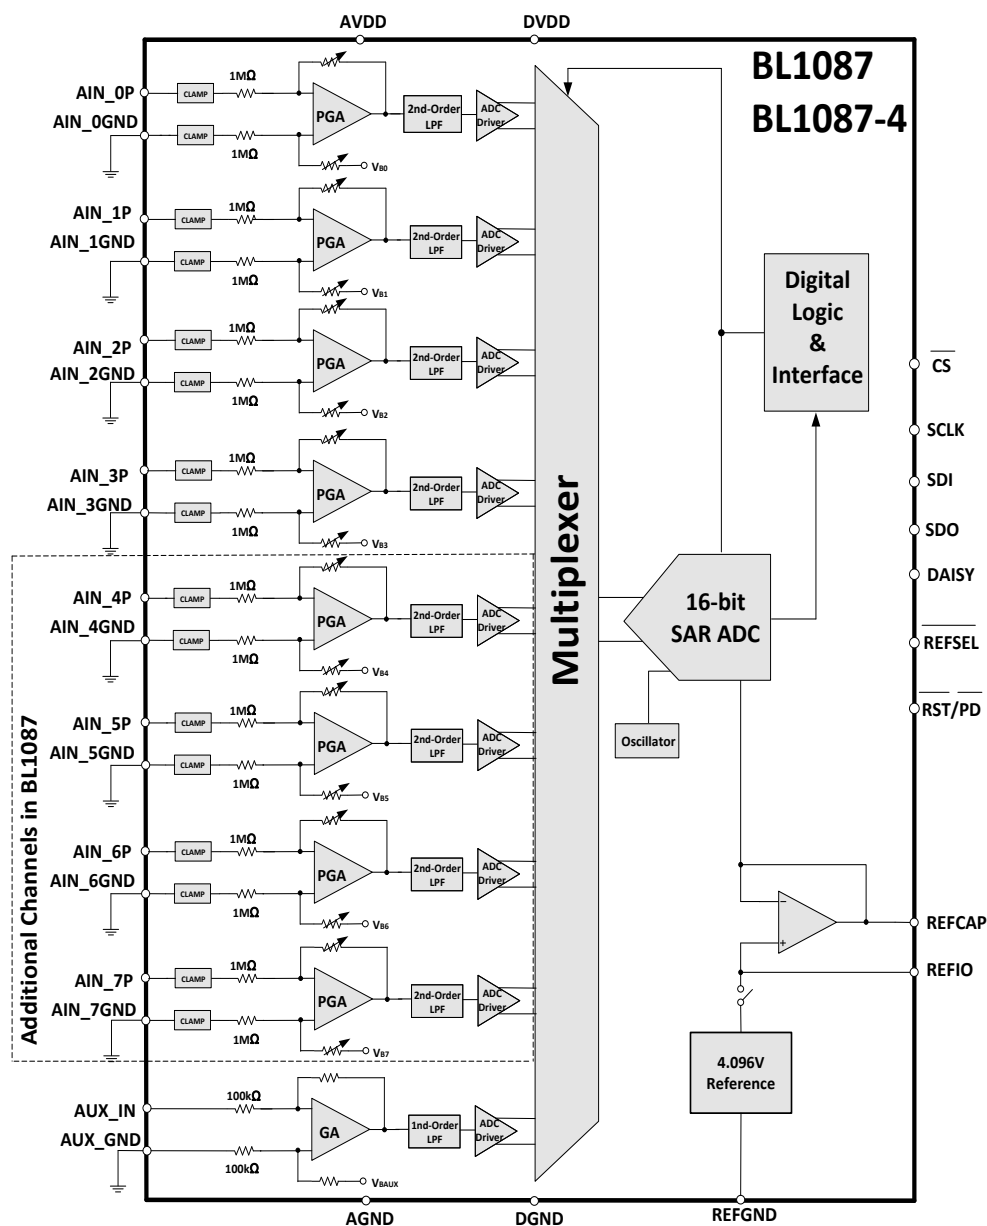 AVDD
DVDD
BL1087
BL1087-4
AIN_0P
AIN_0GND
CLAMP
CLAMP
1MΩ
1MΩ
PGA
VB0
2nd-Order
LPF
ADC
Driver
AIN_1P
AIN_1GND
CLAMP
CLAMP
1MΩ
1MΩ
PGA
VB1
2nd-Order
LPF
ADC
Driver
AIN_2P
AIN_2GND
CLAMP
CLAMP
1MΩ
1MΩ
PGA
VB2
2nd-Order
LPF
ADC
Driver
AIN_3P
AIN_3GND
CLAMP
CLAMP
1MΩ
1MΩ
PGA
VB3
2nd-Order
LPF
ADC
Driver
Additional Channels in BL1087
AIN_4P
AIN_4GND
CLAMP
CLAMP
1MΩ
1MΩ
PGA
VB4
2nd-Order
LPF
ADC
Driver
AIN_5P
AIN_5GND
CLAMP
CLAMP
1MΩ
1MΩ
PGA
VB5
2nd-Order
LPF
ADC
Driver
AIN_6P
AIN_6GND
CLAMP
CLAMP
1MΩ
1MΩ
PGA
VB6
2nd-Order
LPF
ADC
Driver
AIN_7P
AIN_7GND
CLAMP
CLAMP
1MΩ
1MΩ
PGA
VB7
2nd-Order
LPF
ADC
Driver
AUX_IN
AUX_GND
100kΩ
100kΩ
GA
VBAUX
1nd-Order
LPF
ADC
Driver
Multiplexer
Digital
Logic
&
Interface
16-bit
SAR ADC
Oscillator
4.096V
Reference
CS
SCLK
SDI
SDO
DAISY
REFSEL
RST/PD
REFCAP
REFIO
AGND
DGND
REFGND